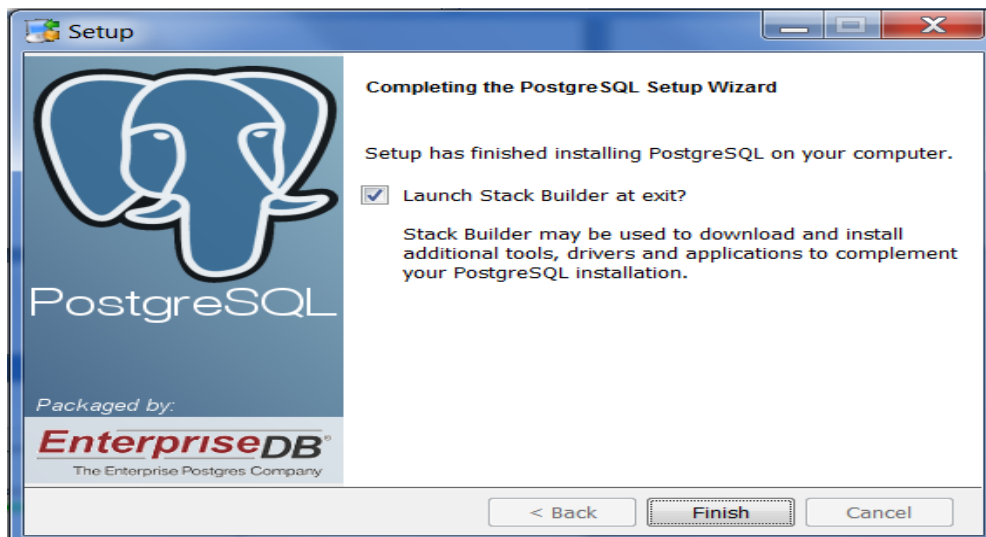 Setup
Completing the PostgreSQL Setup Wizard
Setup has finished installing PostgreSQL on your computer.
Launch Stack Builder at exit?
Stack Builder may be used to download and install
additional tools, drivers and applications to complement
your PostgreSQL installation.
PostgreSQL
Packaged by:
EnterpriseDB®
The Enterprise Postgres Company
< Back
Finish
Cancel